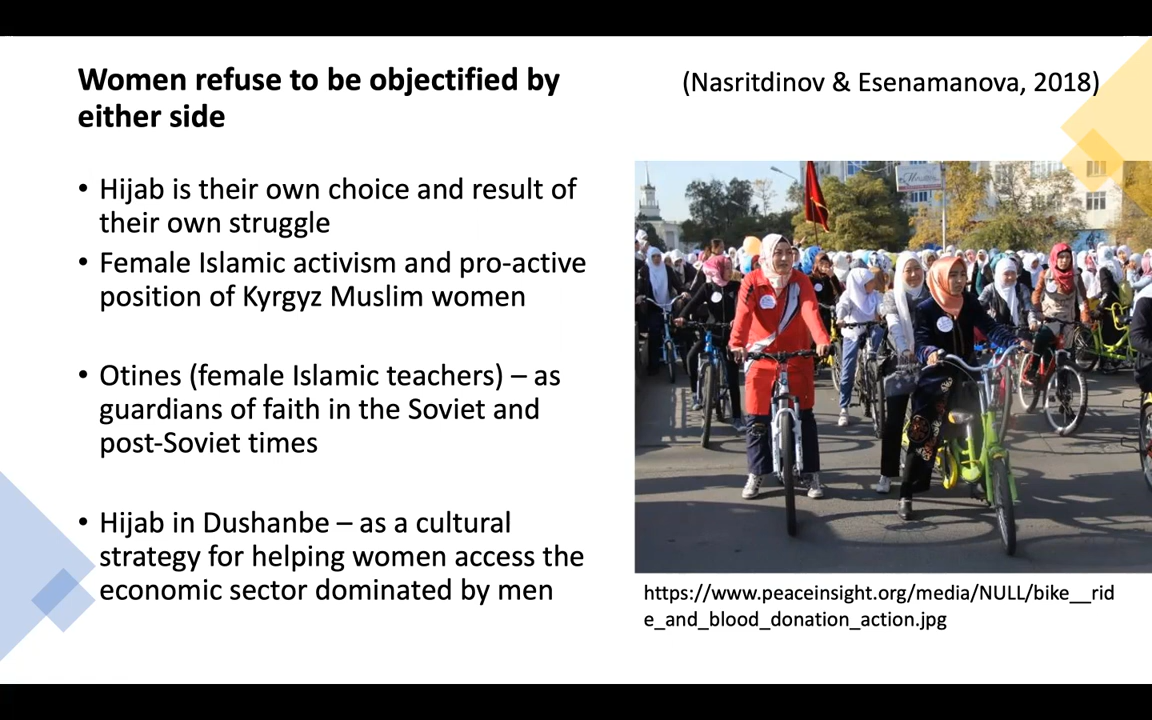 Women refuse to be objectified by
either side
(Nasritdinov & Esenamanova, 2018)
• Hijab is their own choice and result of
their own struggle
• Female Islamic activism and pro-active
position of Kyrgyz Muslim women
• Otines (female Islamic teachers) – as
guardians of faith in the Soviet and
post-Soviet times
• Hijab in Dushanbe – as a cultural
strategy for helping women access the
economic sector dominated by men
https://www.peaceinsight.org/media/NULL/bike__rid
e_and_blood_donation_action.jpg